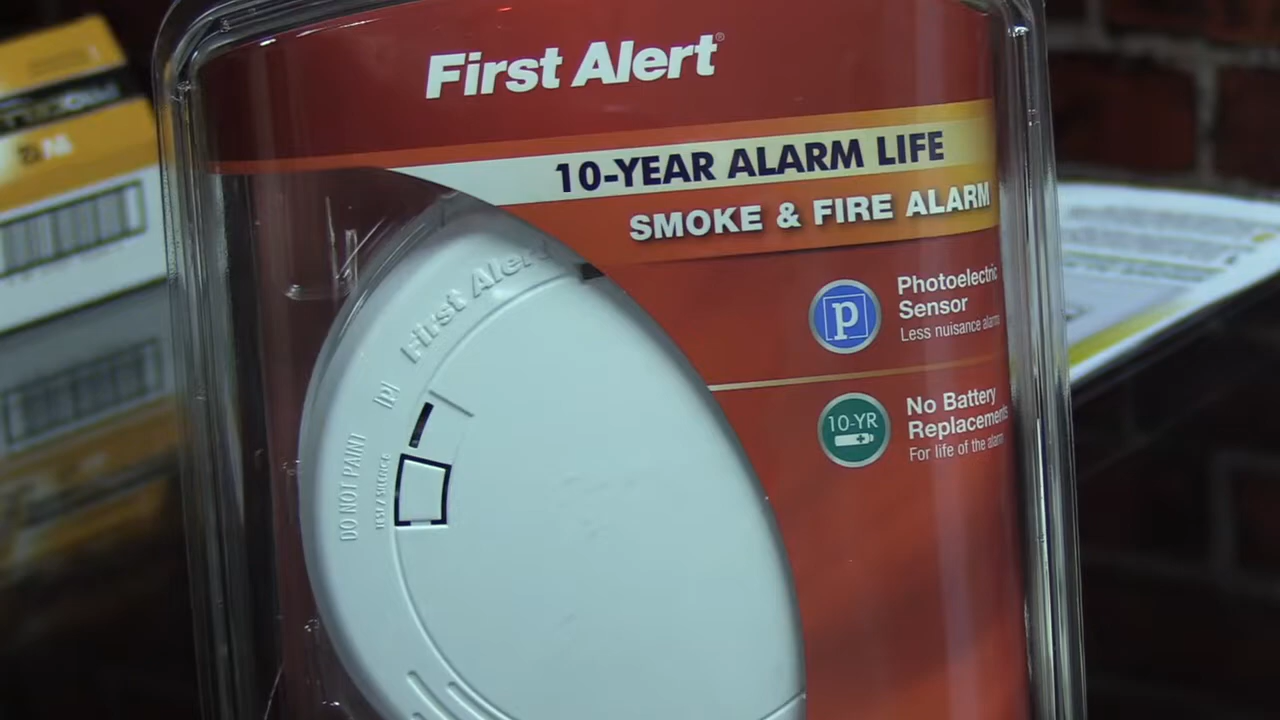 First Alert®
10-YEAR ALARM LIFE
SMOKE & FIRE ALARM
P
Photoelectric
Sensor
Less nuisance alarms
10-YR
No Battery
Replacement
For life of the alarm
First Alert
P
DO NOT PAINT
TEST / SILENCE